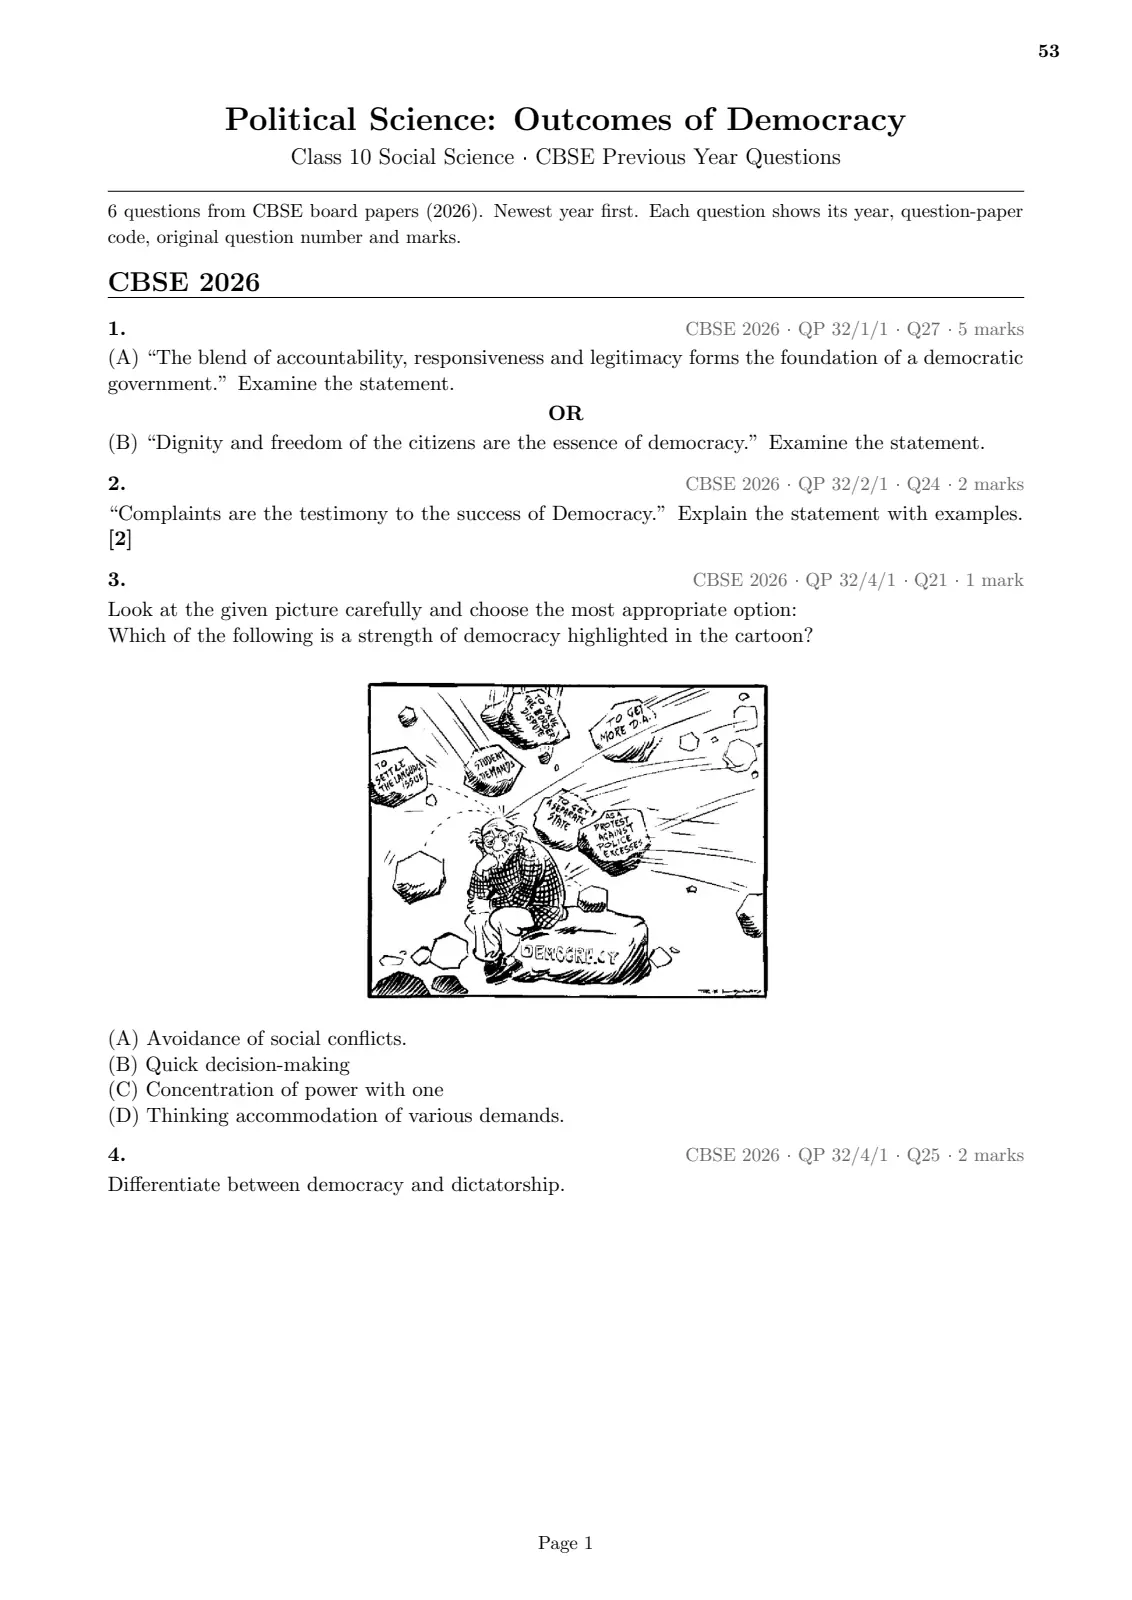 53
Political Science: Outcomes of Democracy
Class 10 Social Science · CBSE Previous Year Questions
6 questions from CBSE board papers (2026). Newest year first. Each question shows its year, question-paper
code, original question number and marks.
CBSE 2026
1. CBSE 2026 · QP 32/1/1 · Q27 · 5 marks
(A) “The blend of accountability, responsiveness and legitimacy forms the foundation of a democratic
government.” Examine the statement.
OR
(B) “Dignity and freedom of the citizens are the essence of democracy.” Examine the statement.
2. CBSE 2026 · QP 32/2/1 · Q24 · 2 marks
“Complaints are the testimony to the success of Democracy.” Explain the statement with examples.
[2]
3. CBSE 2026 · QP 32/4/1 · Q21 · 1 mark
Look at the given picture carefully and choose the most appropriate option:
Which of the following is a strength of democracy highlighted in the cartoon?
TO SOLVE
THE BORDER
DISPUTE
TO GET
MORE D.A.
TO
SETTLE
THE LANGUAGE
ISSUE
STUDENT
DEMANDS
TO GET
A SEPARATE
STATE
AS A
PROTEST
AGAINST
POLICE
EXCESSES
DEMOCRACY
(A) Avoidance of social conflicts.
(B) Quick decision-making
(C) Concentration of power with one
(D) Thinking accommodation of various demands.
4. CBSE 2026 · QP 32/4/1 · Q25 · 2 marks
Differentiate between democracy and dictatorship.
Page 1